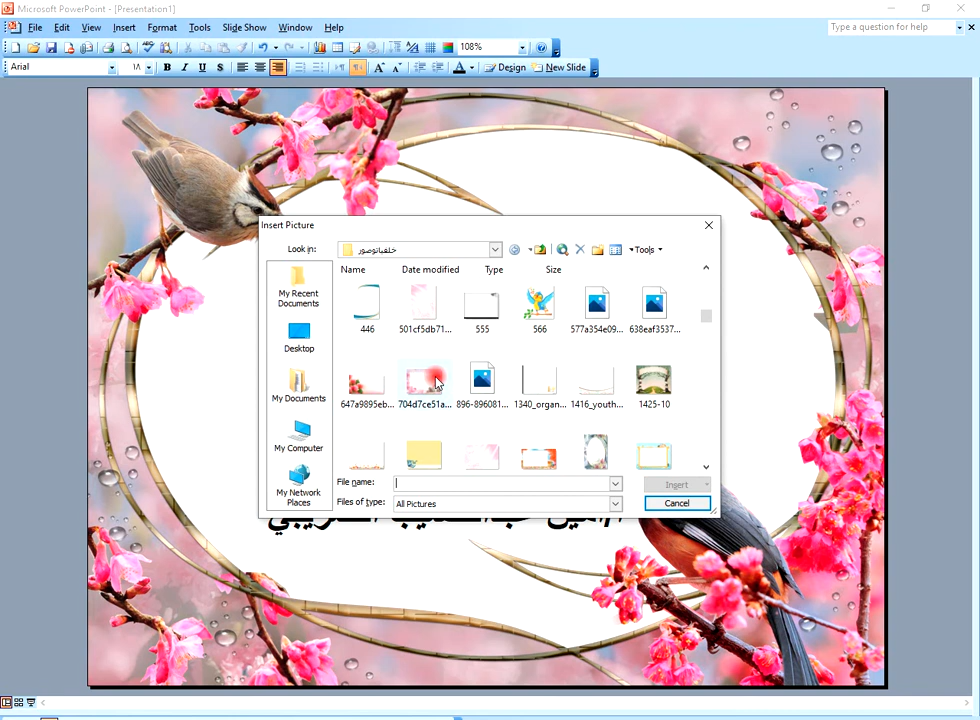 Microsoft PowerPoint - [Presentation1]
File Edit View Insert Format Tools Slide Show Window Help
Type a question for help
108%
Arial
١٨
B I U S
Design
New Slide
Insert Picture
Look in:
خلفياتوصور
Tools
Name Date modified Type Size
My Recent Documents
Desktop
My Documents
My Computer
My Network Places
446 501cf5db71... 555 566 577a354e09... 638eaf3537...
647a9895eb... 704d7ce51a... 896-896081... 1340_organ... 1416_youth... 1425-10
File name:
Insert
Files of type:
All Pictures
Cancel